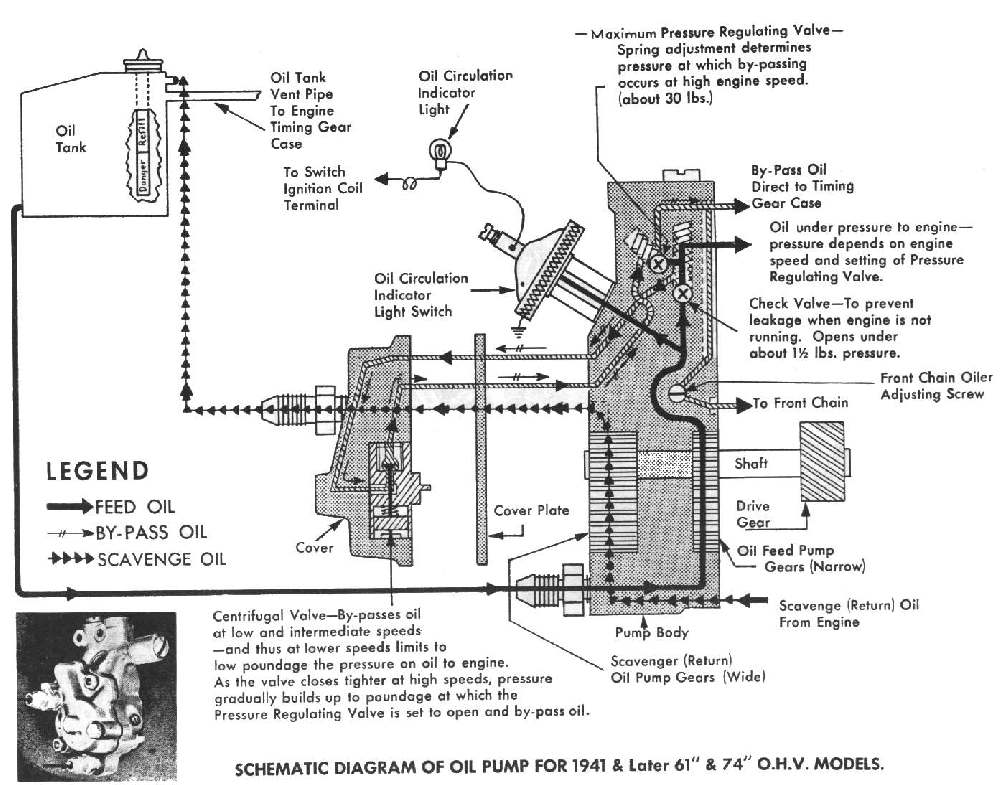 — Maximum Pressure Regulating Valve—
Spring adjustment determines
pressure at which by-passing
occurs at high engine speed.
(about 30 lbs.)
Oil Tank
Vent Pipe
To Engine
Timing Gear
Case
Oil Circulation
Indicator
Light
Oil
Tank
Refill
Danger
To Switch
Ignition Coil
Terminal
By-Pass Oil
Direct to Timing
Gear Case
Oil under pressure to engine—
pressure depends on engine
speed and setting of Pressure
Regulating Valve.
Oil Circulation
Indicator
Light Switch
Check Valve—To prevent
leakage when engine is not
running. Opens under
about 1½ lbs. pressure.
Front Chain Oiler
Adjusting Screw
To Front Chain
LEGEND
FEED OIL
BY-PASS OIL
SCAVENGE OIL
Shaft
Drive
Gear
Cover Plate
Cover
Oil Feed Pump
Gears (Narrow)
Scavenge (Return) Oil
From Engine
Pump Body
Scavenger (Return)
Oil Pump Gears (Wide)
Centrifugal Valve—By-passes oil
at low and intermediate speeds
—and thus at lower speeds limits to
low poundage the pressure on oil to engine.
As the valve closes tighter at high speeds, pressure
gradually builds up to poundage at which the
Pressure Regulating Valve is set to open and by-pass oil.
SCHEMATIC DIAGRAM OF OIL PUMP FOR 1941 & Later 61" & 74" O.H.V. MODELS.